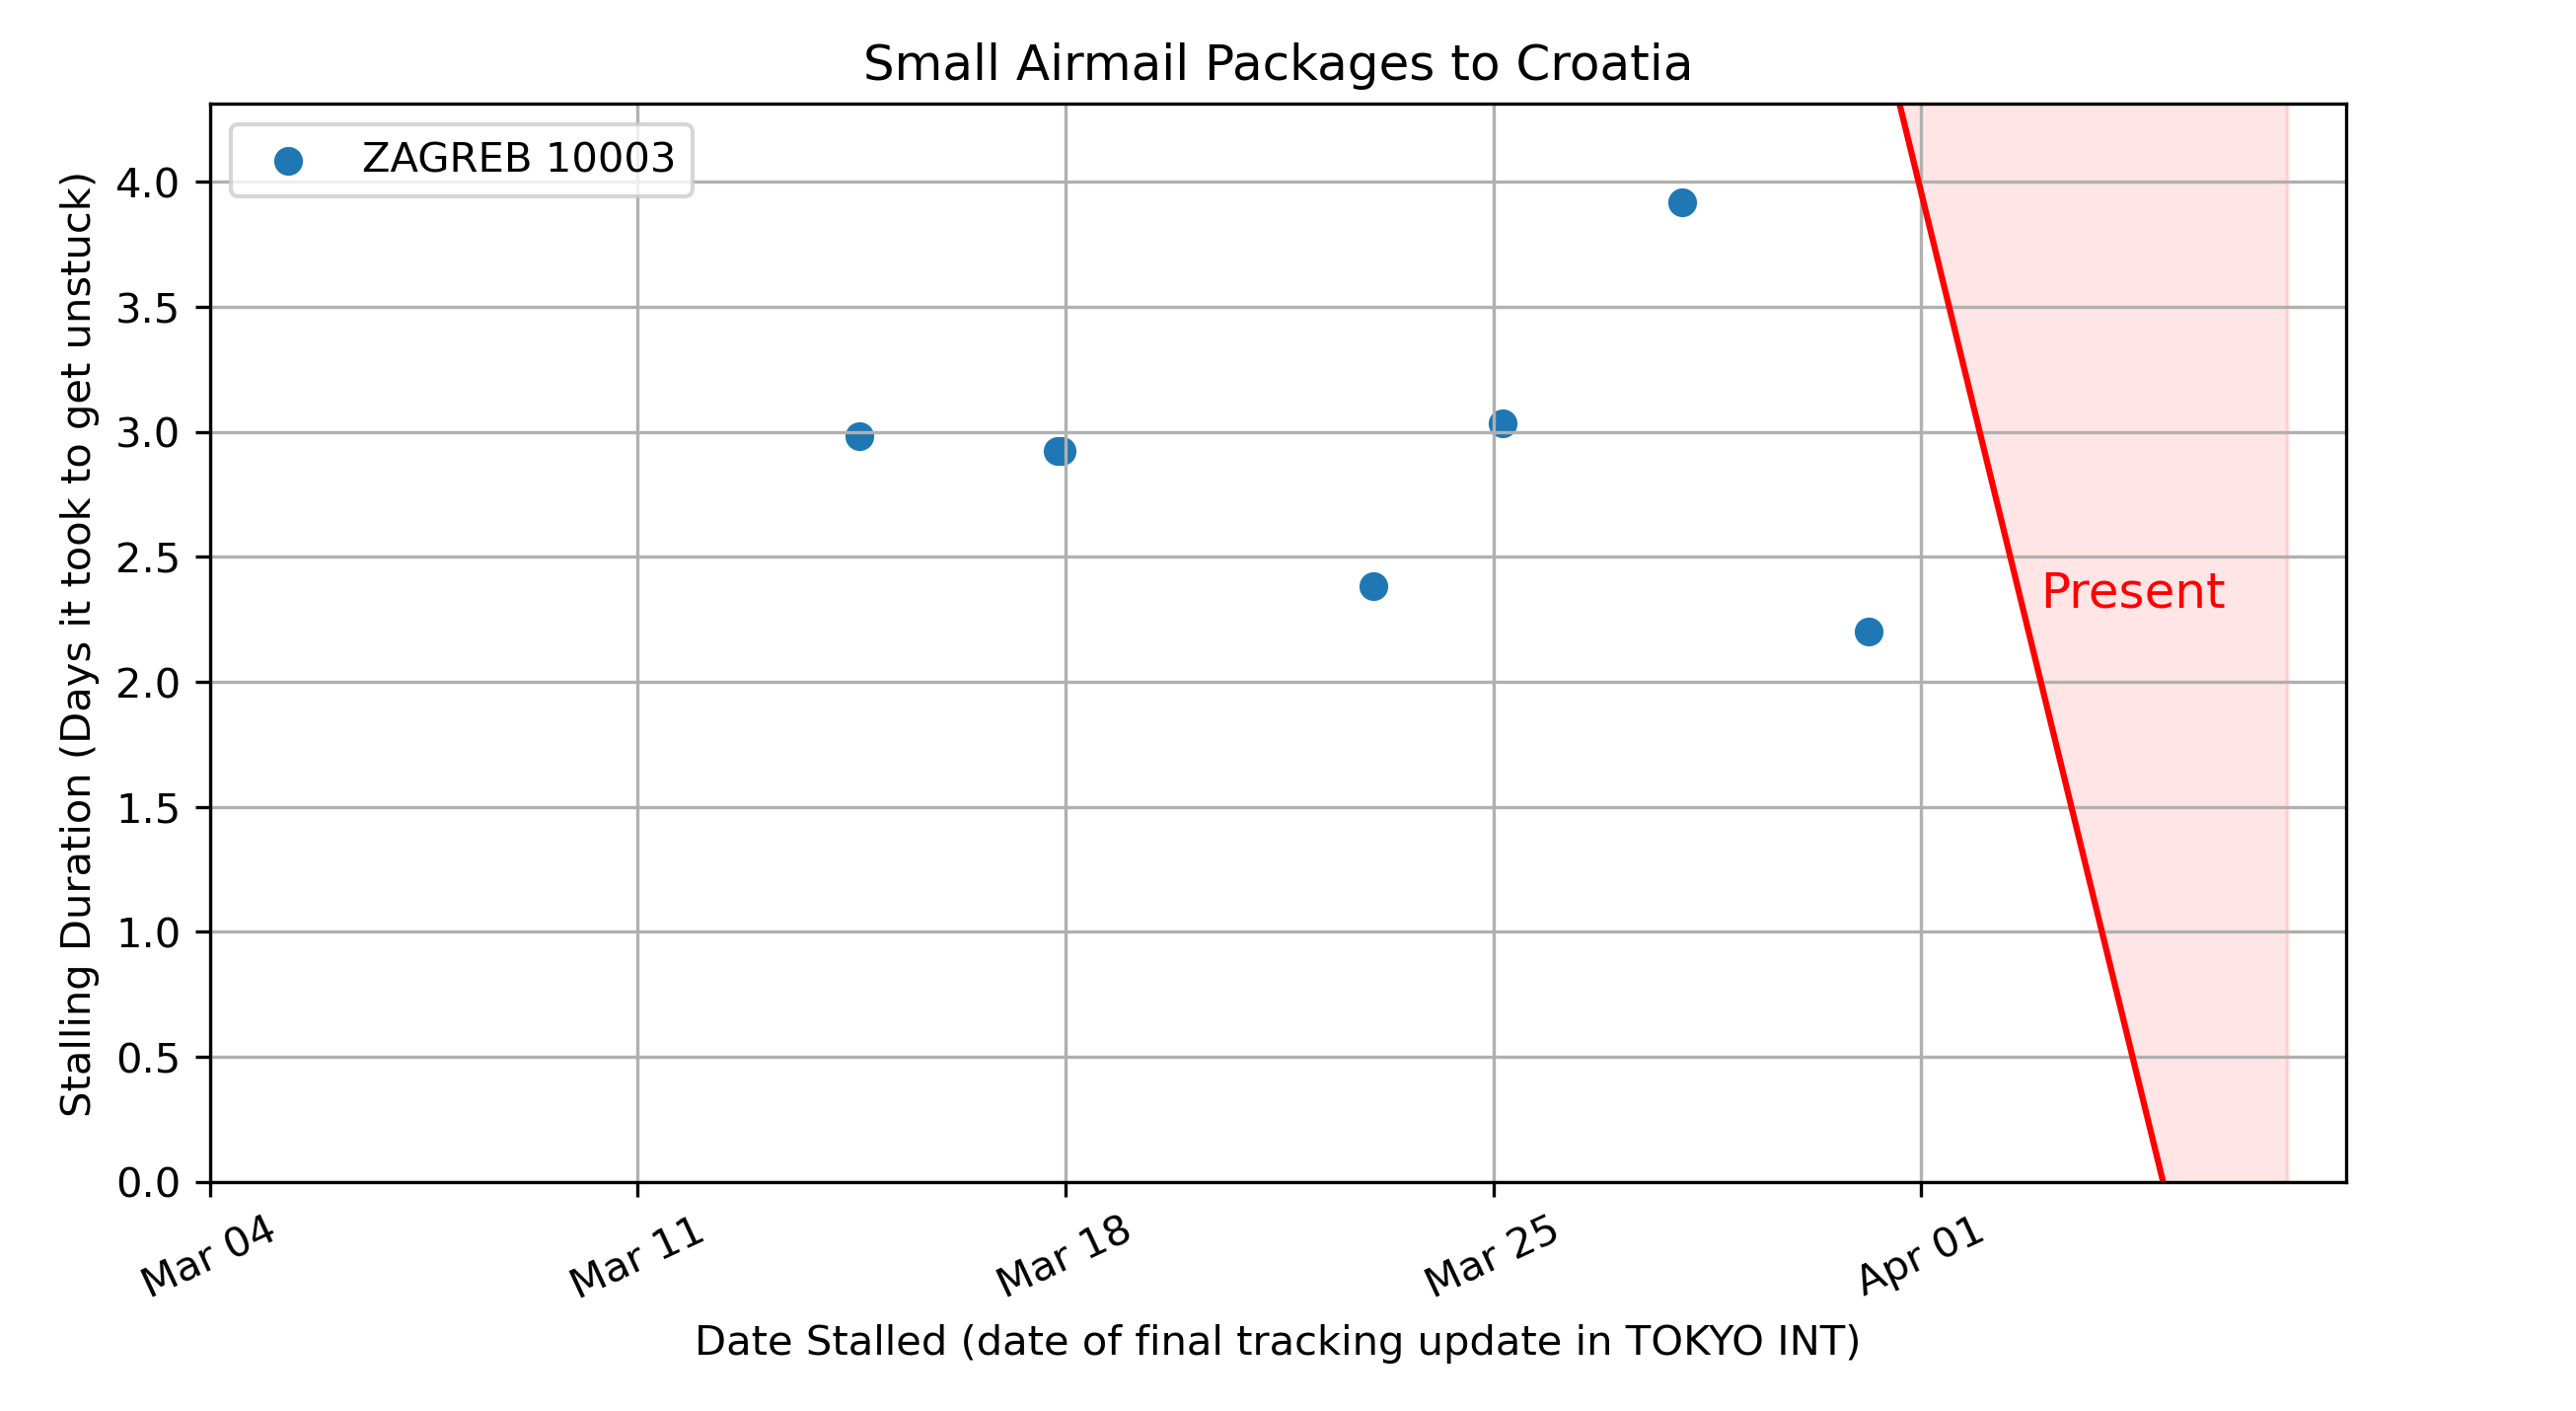 Small Airmail Packages to Croatia
ZAGREB 10003
Stalling Duration (Days it took to get unstuck)
4.0
3.5
3.0
2.5
2.0
1.5
1.0
0.5
0.0
Present
Mar 04
Mar 11
Mar 18
Mar 25
Apr 01
Date Stalled (date of final tracking update in TOKYO INT)